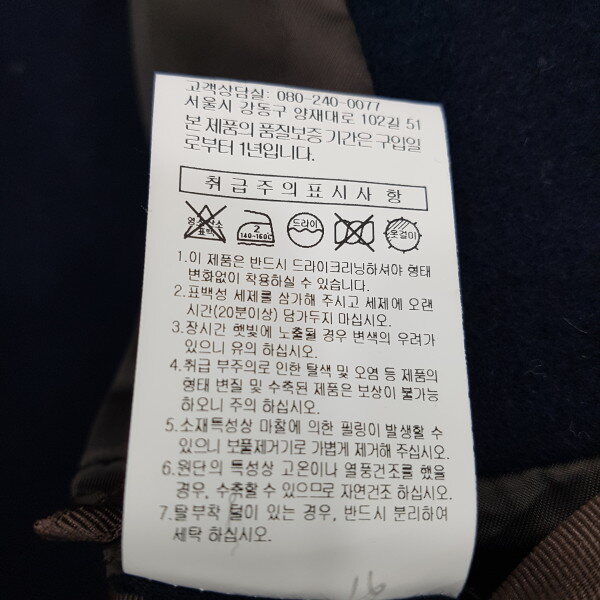 고객상담실: 080-240-0077
서울시 강동구 양재대로 102길 51
본 제품의 품질보증 기간은 구입일
로부터 1년입니다.
취급주의표시사항
염소산소
표백
2
140-160℃
드라이
옷걸이
1.이 제품은 반드시 드라이크리닝하셔야 형태
변화없이 착용하실 수 있습니다.
2.표백성 세제를 삼가해 주시고 세제에 오랜
시간(20분이상) 담가두지 마십시오.
3.장시간 햇빛에 노출될 경우 변색의 우려가
있으니 유의 하십시오.
4.취급 부주의로 인한 탈색 및 오염 등 제품의
형태 변질 및 수축된 제품은 보상이 불가능
하오니 주의 하십시오.
5.소재특성상 마찰에 의한 필링이 발생할 수
있으니 보풀제거기로 가볍게 제거해 주십시오.
6.원단의 특성상 고온이나 열풍건조를 했을
경우, 수축할 수 있으므로 자연건조 하십시오.
7.탈부착 털이 있는 경우, 반드시 분리하여
세탁 하십시오.
16